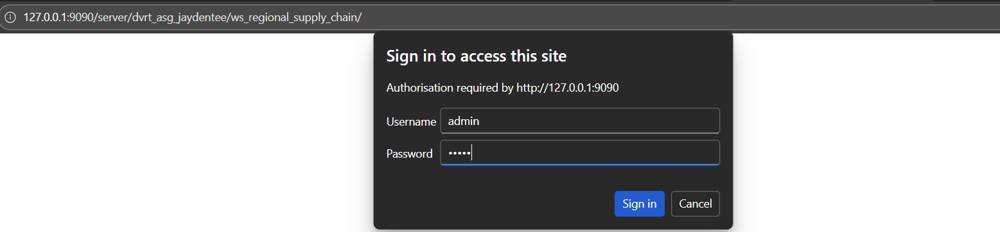 127.0.0.1:9090/server/dvrt_asg_jaydentee/ws_regional_supply_chain/
Sign in to access this site
Authorisation required by http://127.0.0.1:9090
Username admin
Password •••••
Sign in Cancel